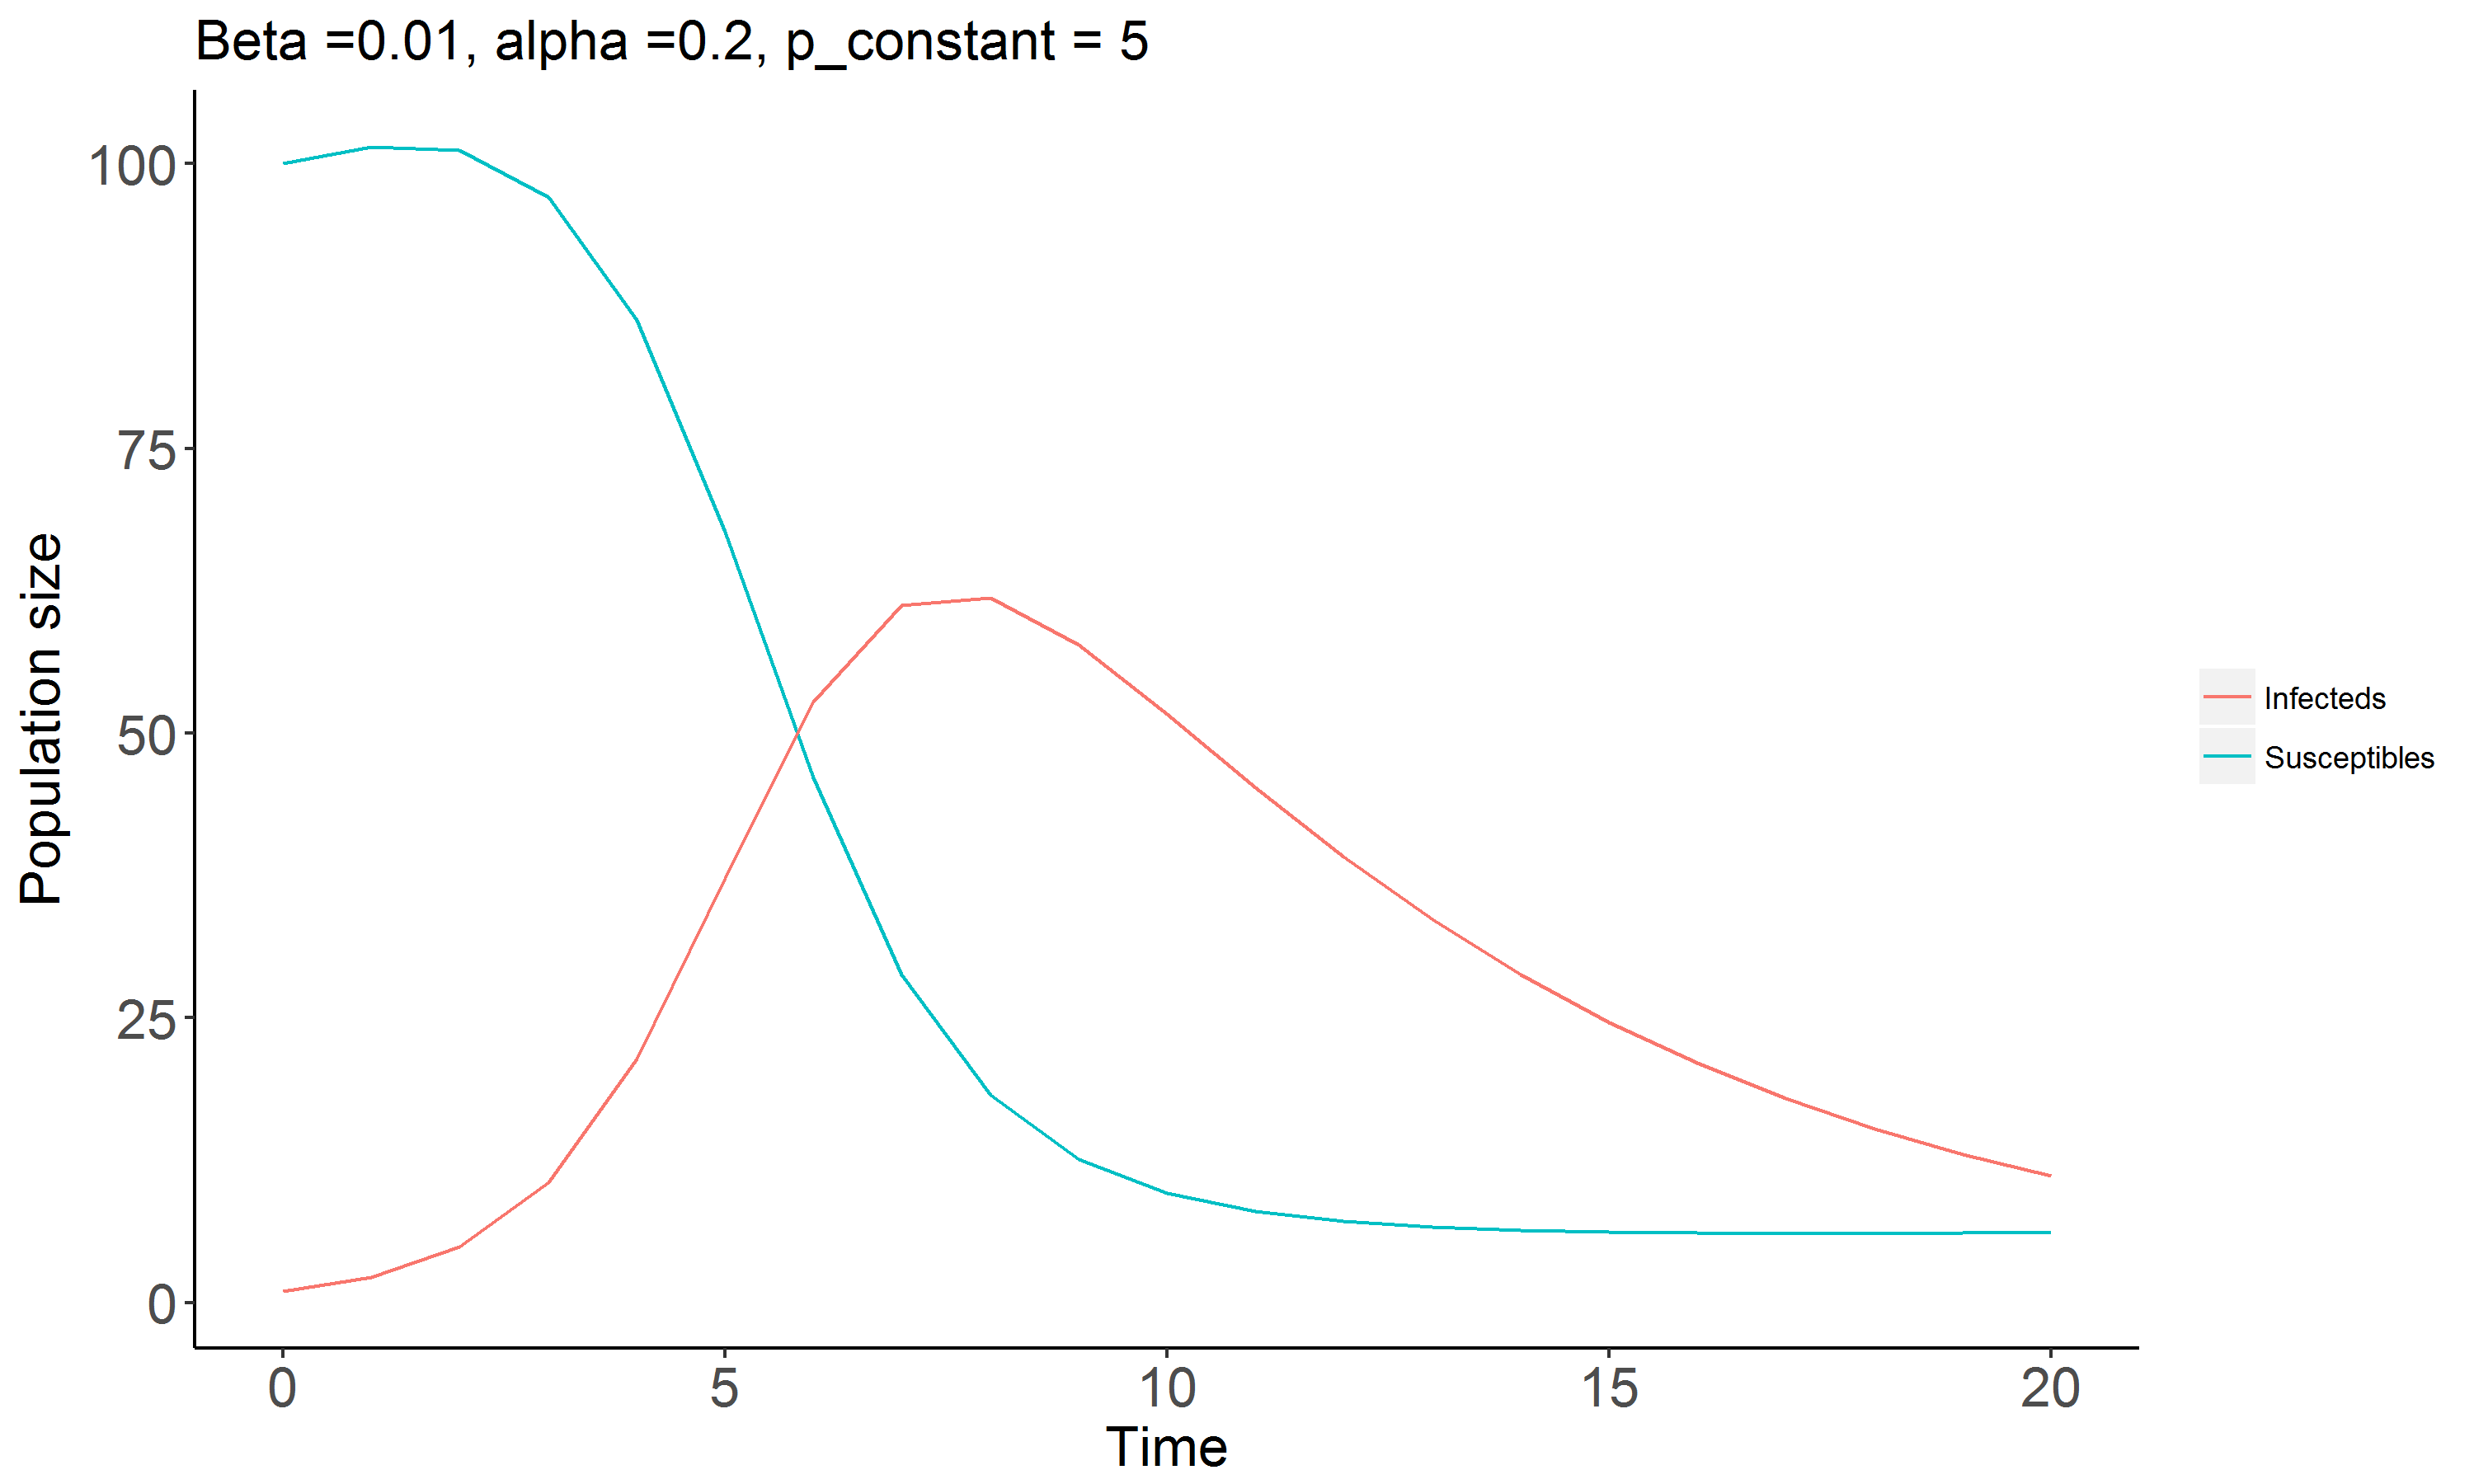 Beta =0.01, alpha =0.2, p_constant = 5
100
75
50
25
0
Population size
0 5 10 15 20
Time
Infecteds
Susceptibles